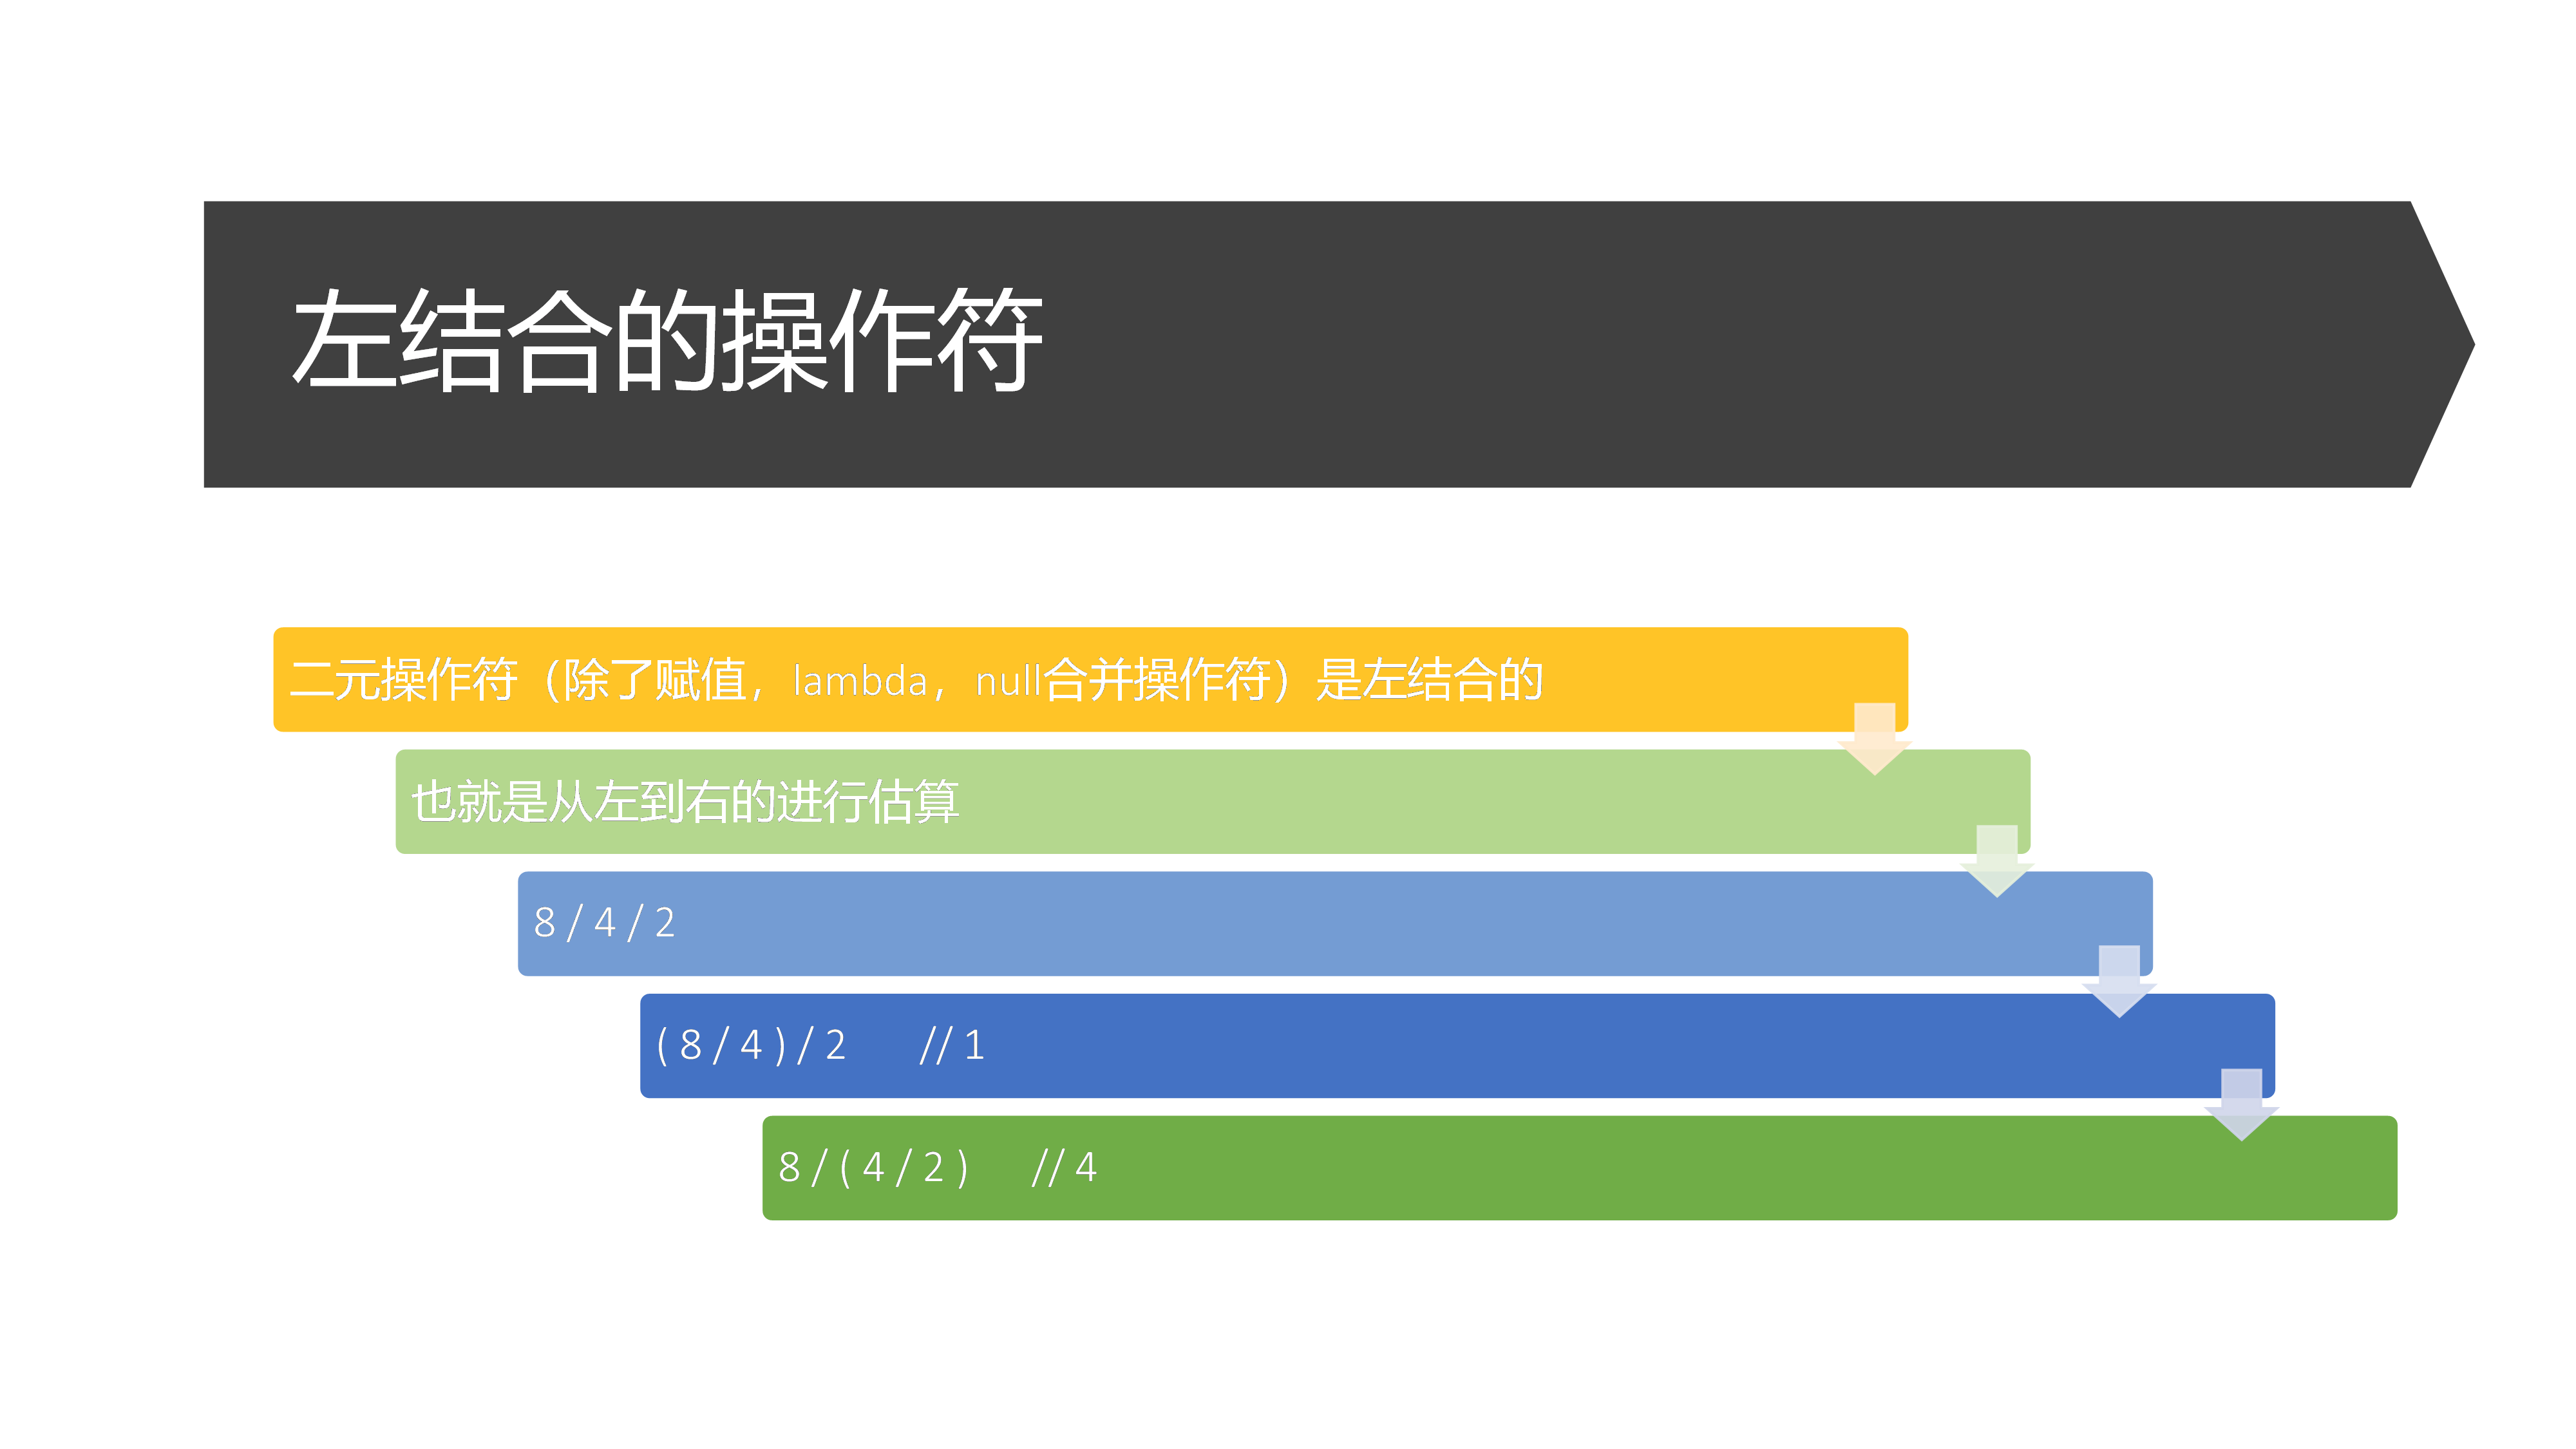 左结合的操作符
二元操作符（除了赋值，lambda，null合并操作符）是左结合的
也就是从左到右的进行估算
8 / 4 / 2
( 8 / 4 ) / 2 // 1
8 / ( 4 / 2 ) // 4